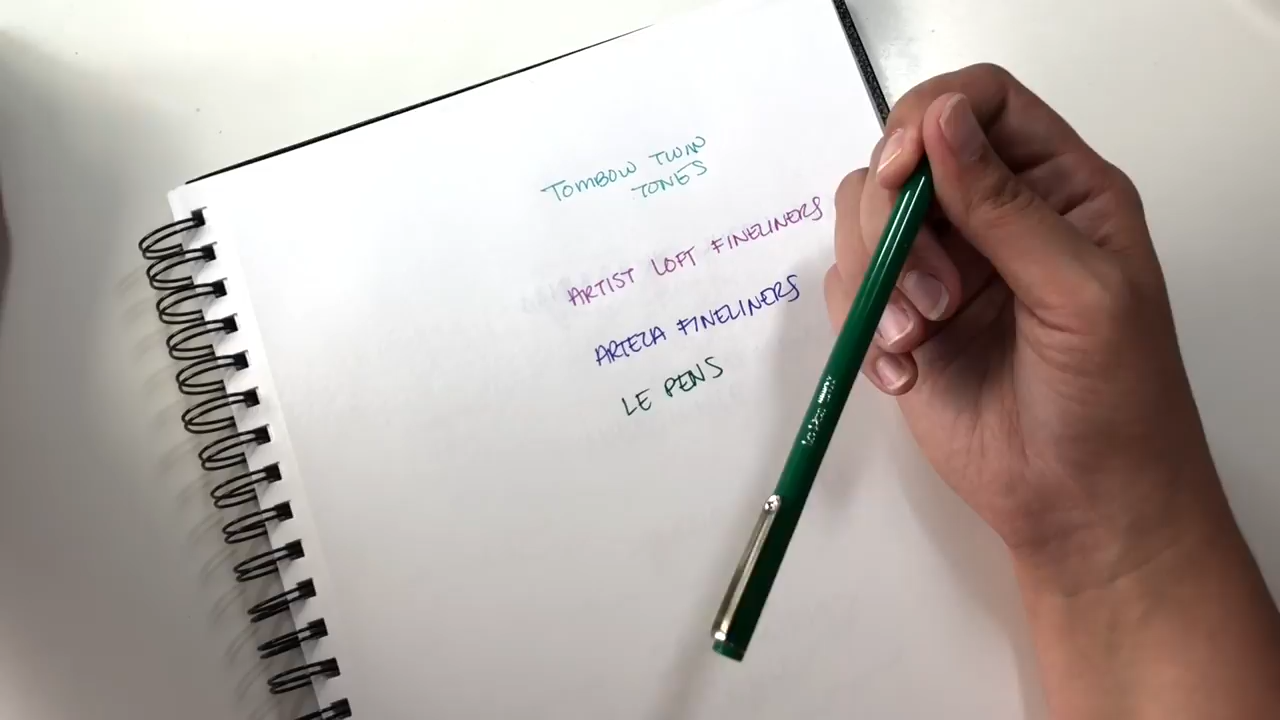 TOMBOW TWIN
TONES
ARTIST LOFT FINELINERS
ARTEZA FINELINERS
LE PENS